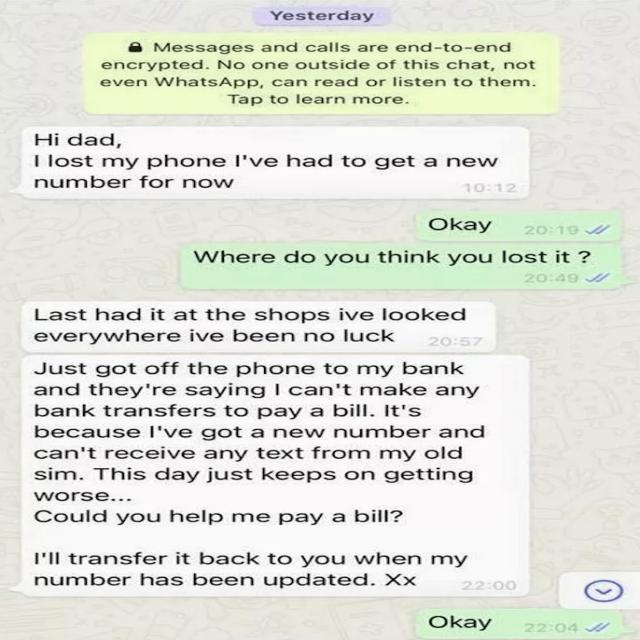 Yesterday
Messages and calls are end-to-end
encrypted. No one outside of this chat, not
even WhatsApp, can read or listen to them.
Tap to learn more.
Hi dad,
I lost my phone I've had to get a new
number for now
10:12
Okay
20:19
Where do you think you lost it ?
20:49
Last had it at the shops ive looked
everywhere ive been no luck
20:57
Just got off the phone to my bank
and they're saying I can't make any
bank transfers to pay a bill. It's
because I've got a new number and
can't receive any text from my old
sim. This day just keeps on getting
worse...
Could you help me pay a bill?
I'll transfer it back to you when my
number has been updated. Xx
22:00
Okay
22:04